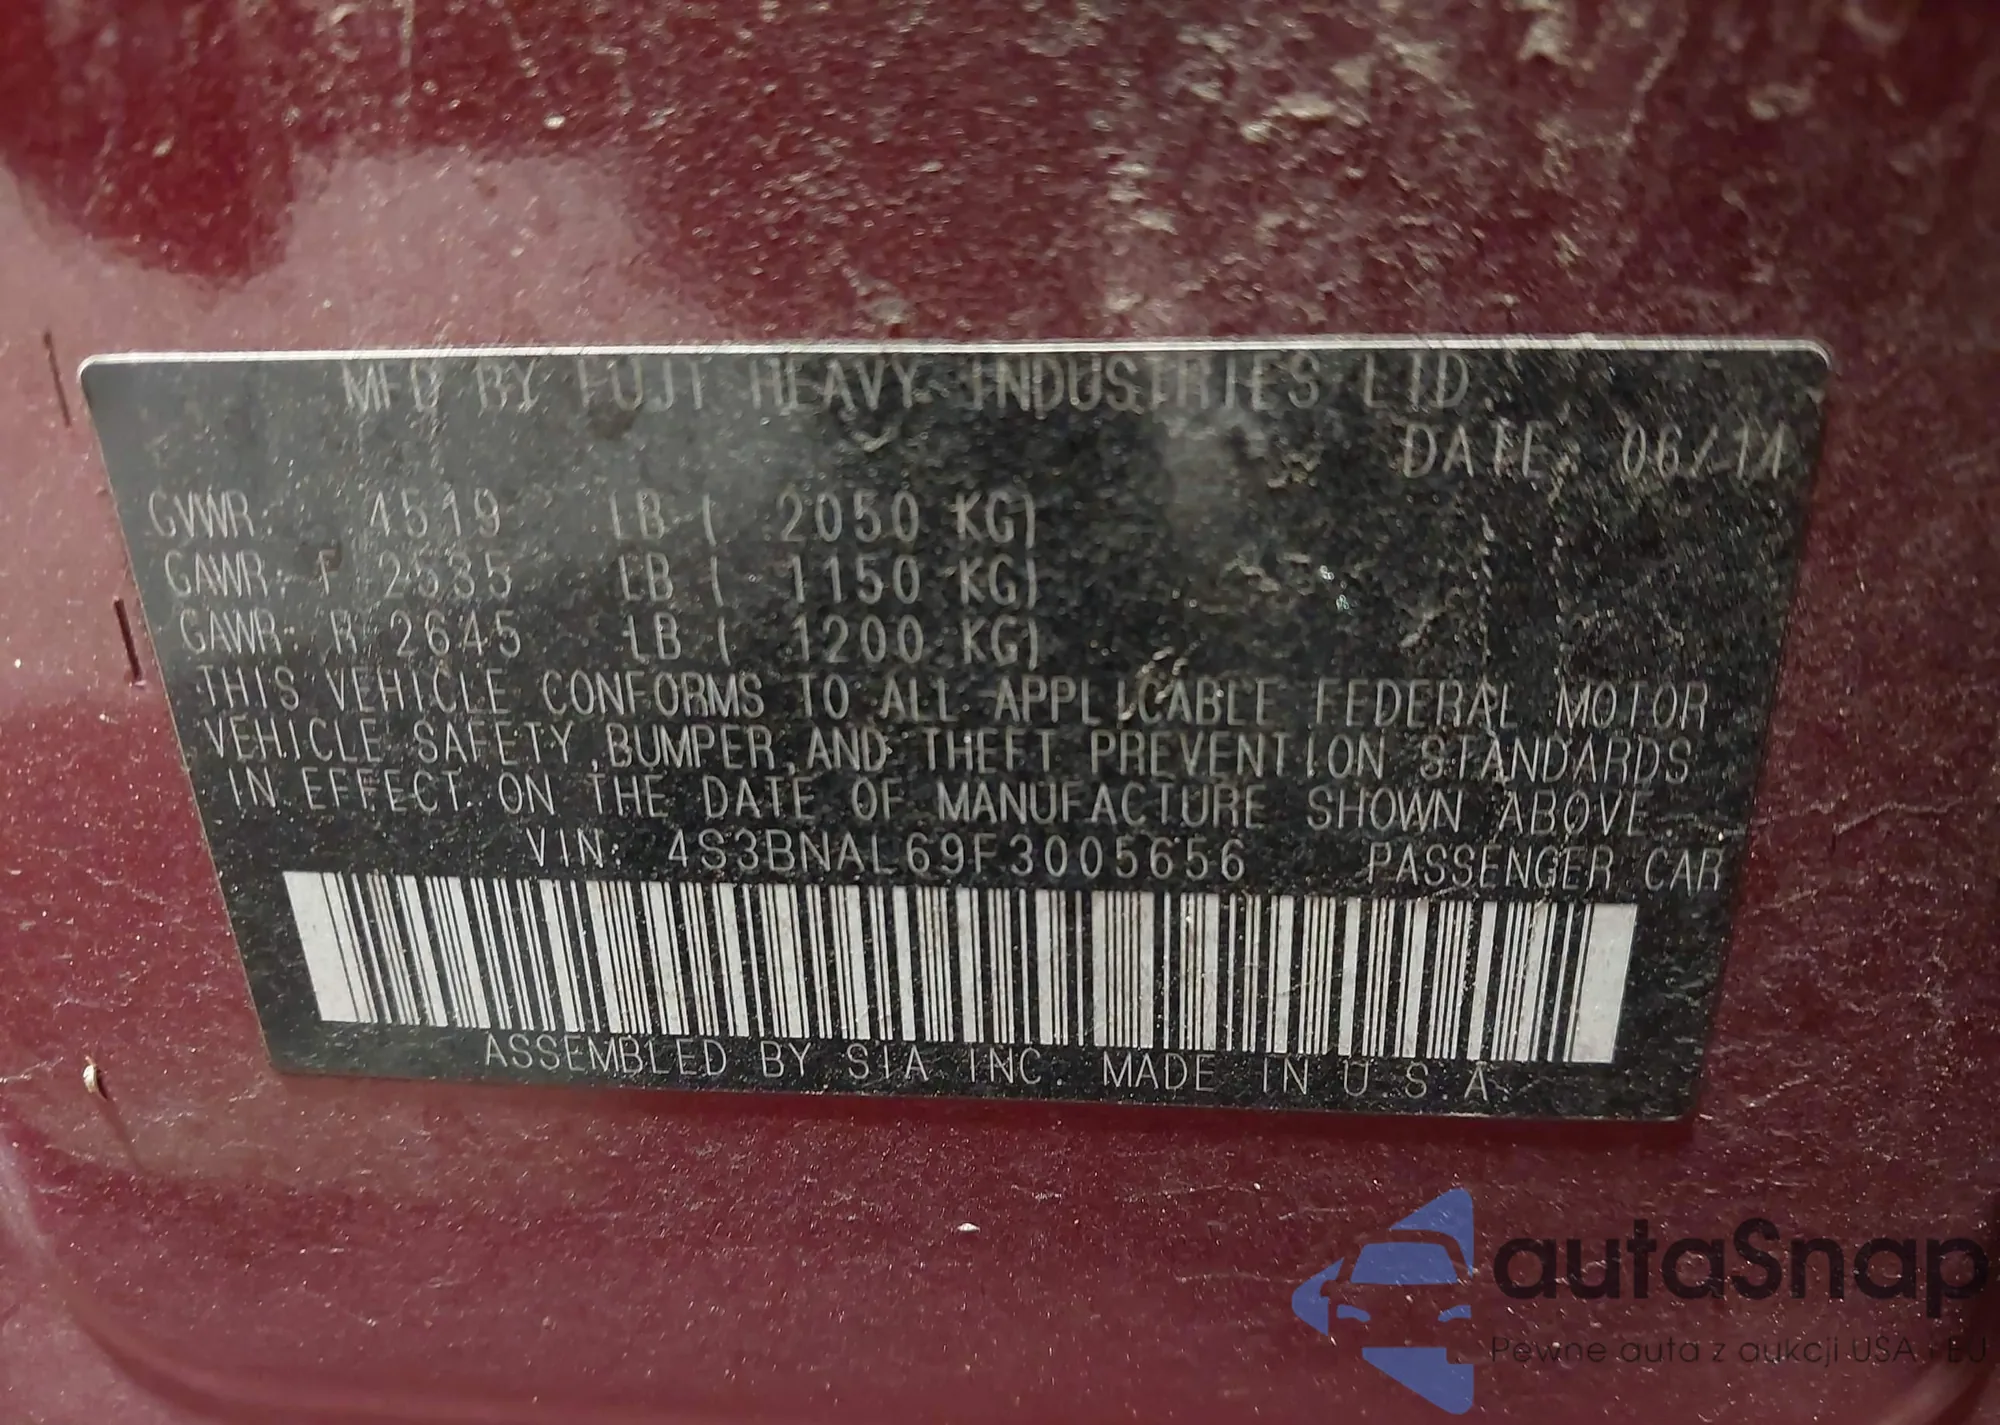 MFD BY FUJI HEAVY INDUSTRIES LTD.
DATE: 06/14
GVWR: 4519 LB ( 2050 KG)
GAWR: F 2535 LB ( 1150 KG)
GAWR: R 2645 LB ( 1200 KG)
THIS VEHICLE CONFORMS TO ALL APPLICABLE FEDERAL MOTOR
VEHICLE SAFETY, BUMPER, AND THEFT PREVENTION STANDARDS
IN EFFECT ON THE DATE OF MANUFACTURE SHOWN ABOVE.
VIN: 4S3BNAL69F3005656 PASSENGER CAR
ASSEMBLED BY SIA INC. MADE IN U.S.A.
autaSnap
Pewne auta z aukcji USA i EU